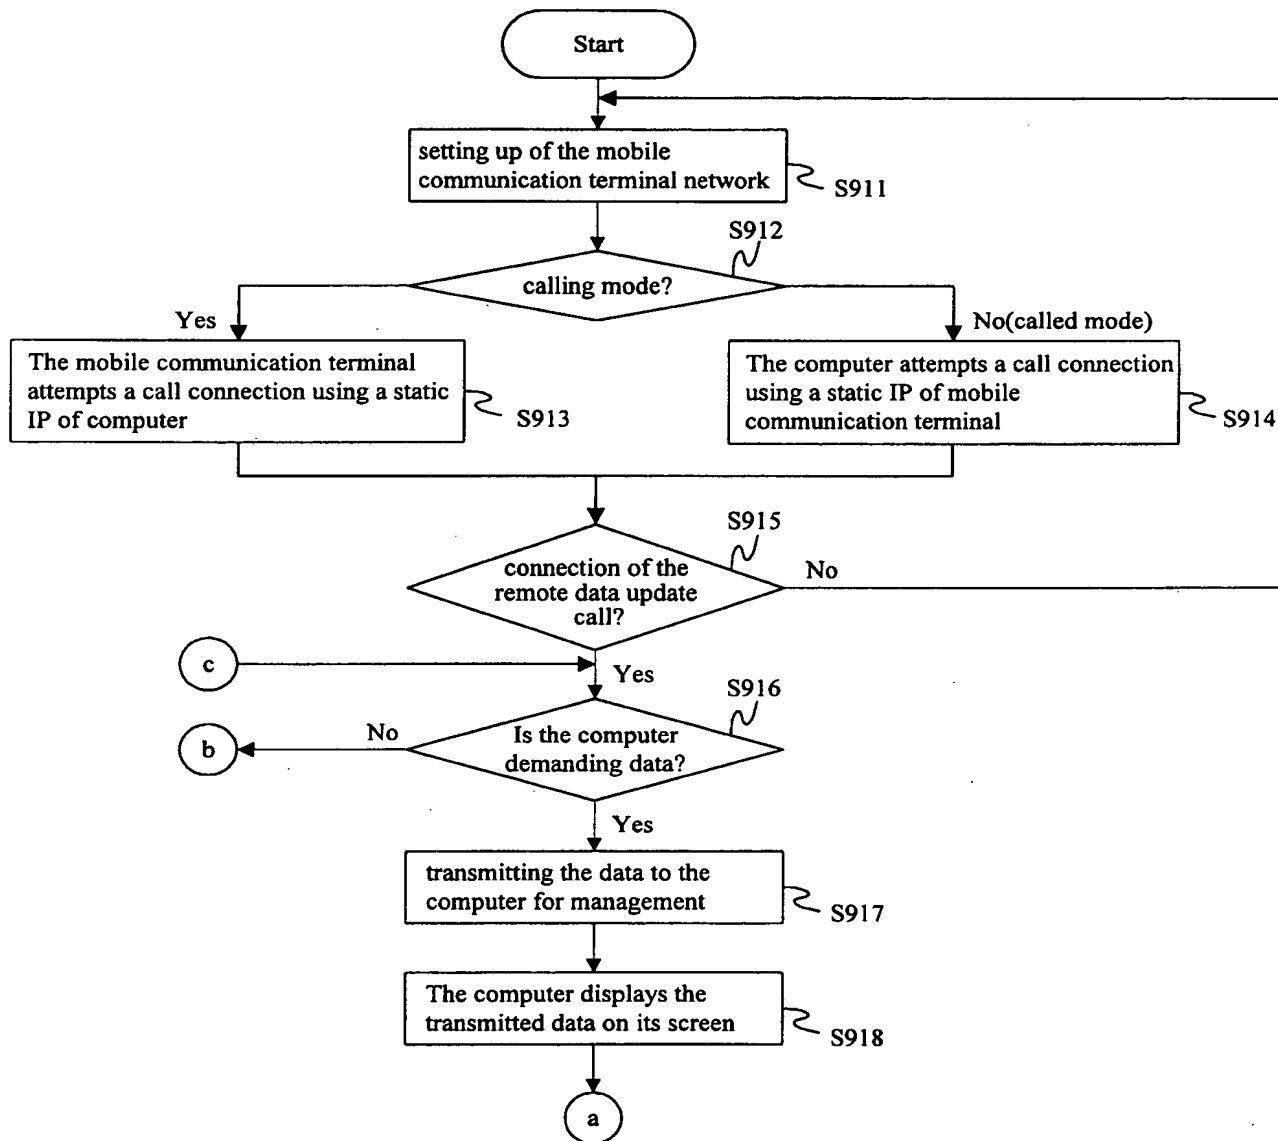 Start
setting up of the mobile
communication terminal network
S911
S912
calling mode?
Yes
No(called mode)
The mobile communication terminal
attempts a call connection using a static
IP of computer
S913
The computer attempts a call connection
using a static IP of mobile
communication terminal
S914
S915
connection of the
remote data update
call?
No
c
Yes
S916
b
No
Is the computer
demanding data?
Yes
transmitting the data to the
computer for management
S917
The computer displays the
transmitted data on its screen
S918
a